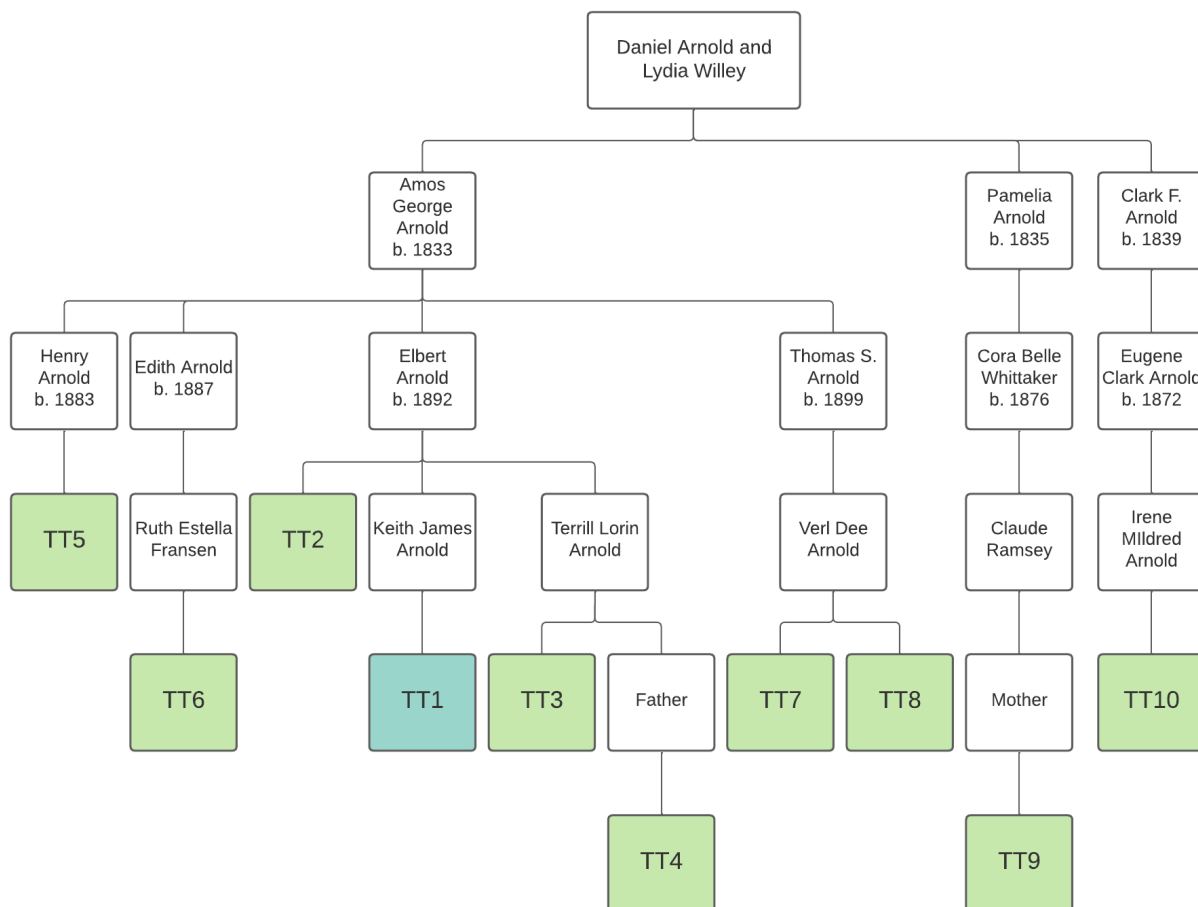 Daniel Arnold and
Lydia Willey
Amos
George
Arnold
b. 1833
Pamelia
Arnold
b. 1835
Clark F.
Arnold
b. 1839
Henry
Arnold
b. 1883
Edith Arnold
b. 1887
Elbert
Arnold
b. 1892
Thomas S.
Arnold
b. 1899
Cora Belle
Whittaker
b. 1876
Eugene
Clark Arnold
b. 1872
TT5
Ruth Estella
Fransen
TT2
Keith James
Arnold
Terrill Lorin
Arnold
Verl Dee
Arnold
Claude
Ramsey
Irene
MIldred
Arnold
TT6
TT1
TT3
Father
TT7
TT8
Mother
TT10
TT4
TT9